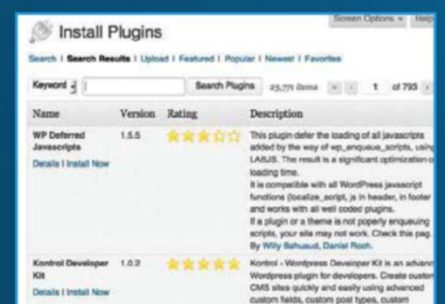 Screen Options Help
Install Plugins
Search | Search Results | Upload | Featured | Popular | Newest | Favorites
Keyword Search Plugins 23,771 items 1 of 793
Name Version Rating Description
WP Deferred Javascripts 1.5.5 This plugin defer the loading of all javascripts
added by the way of wp_enqueue_scripts, using
LABJS. The result is a significant optimization o
loading time.
It is compatible with all WordPress javascript
functions (localize_script, js in header, in footer
and works with all well coded plugins.
If a plugin or a theme is not poperly enqueuing
scripts, your site may not work. Check this pag
By Willy Bahuaud, Daniel Roch.
Details | Install Now
Kontrol Developer Kit 1.0.2 Kontrol - Wordpress Developer Kit is an advanc
Wordpress plugin for developers. Create custom
CMS sites quickly and easily using advanced
custom fields, custom post types, custom
Details | Install Now